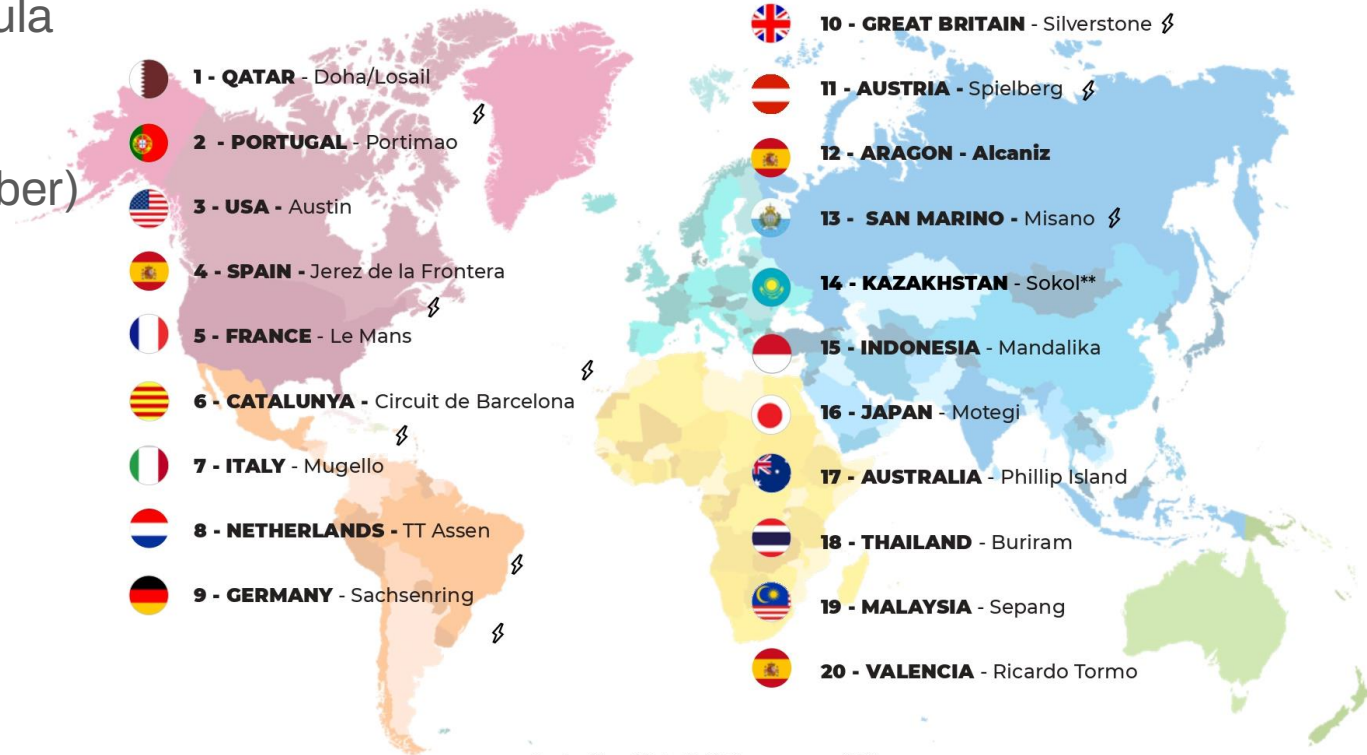 ula
ber)
1 - QATAR - Doha/Losail
2 - PORTUGAL - Portimao
3 - USA - Austin
4 - SPAIN - Jerez de la Frontera
5 - FRANCE - Le Mans
6 - CATALUNYA - Circuit de Barcelona
7 - ITALY - Mugello
8 - NETHERLANDS - TT Assen
9 - GERMANY - Sachsenring
10 - GREAT BRITAIN - Silverstone
11 - AUSTRIA - Spielberg
12 - ARAGON - Alcaniz
13 - SAN MARINO - Misano
14 - KAZAKHSTAN - Sokol**
15 - INDONESIA - Mandalika
16 - JAPAN - Motegi
17 - AUSTRALIA - Phillip Island
18 - THAILAND - Buriram
19 - MALAYSIA - Sepang
20 - VALENCIA - Ricardo Tormo